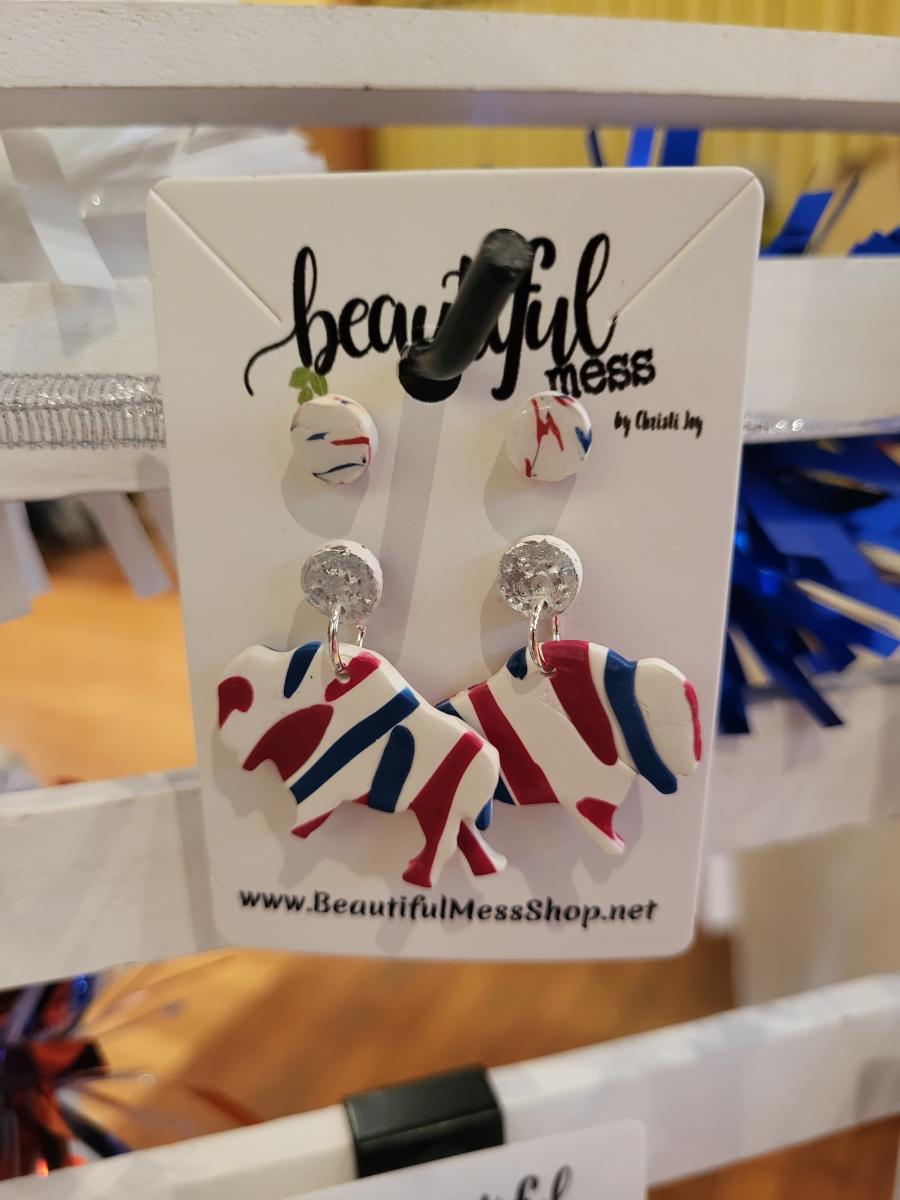 beautiful
mess
by Christi Joy
www.BeautifulMessShop.net